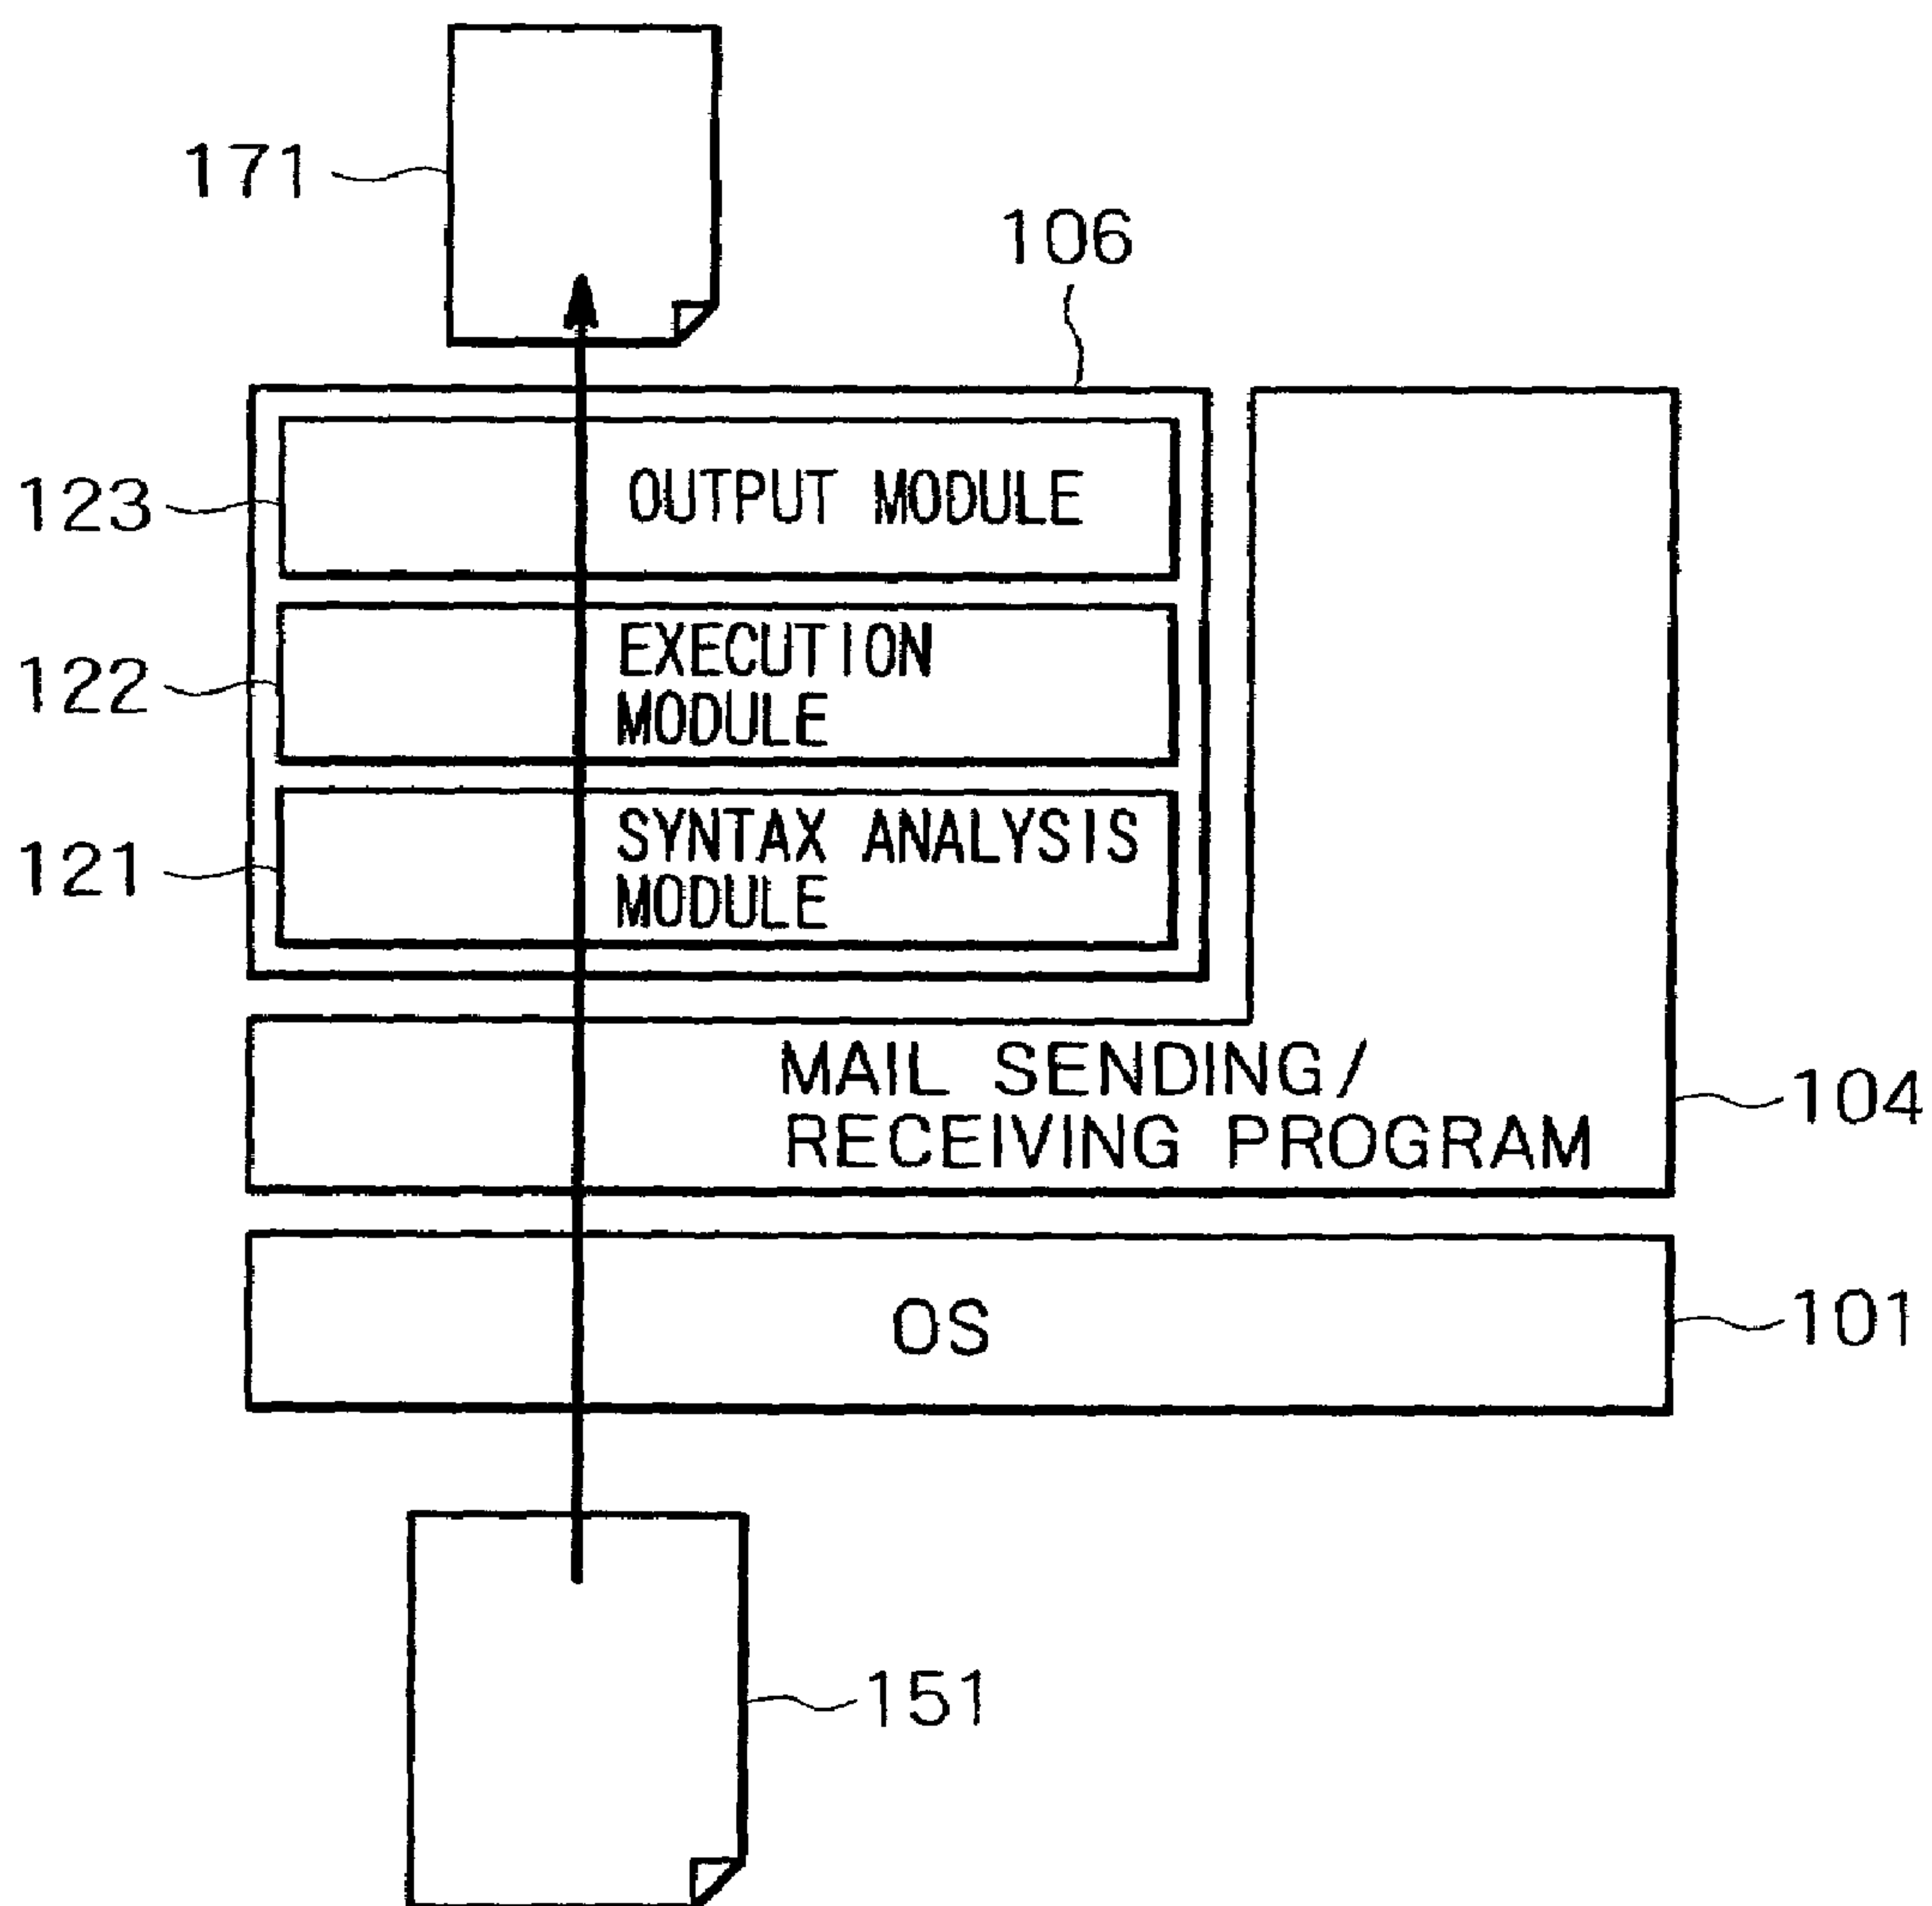 171
106
123
OUTPUT MODULE
122
EXECUTION
MODULE
121
SYNTAX ANALYSIS
MODULE
MAIL SENDING/
RECEIVING PROGRAM
104
OS
101
151